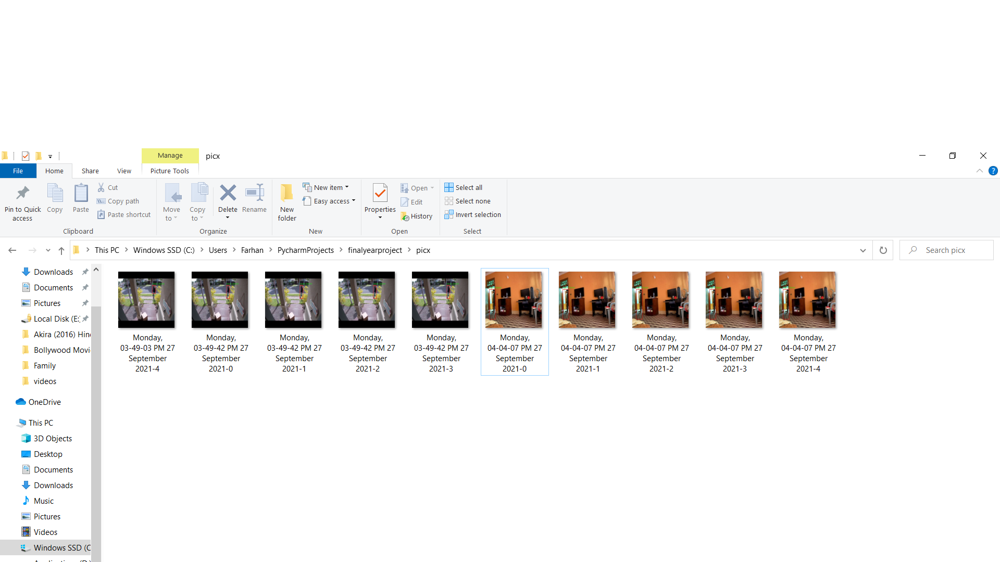 Manage picx
File Home Share View Picture Tools
Pin to Quick access
Copy
Paste
Cut
Copy path
Paste shortcut
Clipboard
Move to
Copy to
Delete
Rename
Organize
New folder
New item
Easy access
New
Properties
Open
Edit
History
Open
Select all
Select none
Invert selection
Select
This PC Windows SSD (C:) Users Farhan PycharmProjects finalyearproject picx
Search picx
Downloads
Documents
Pictures
Local Disk (E:)
Akira (2016) Hin
Bollywood Movi
Family
videos
OneDrive
This PC
3D Objects
Desktop
Documents
Downloads
Music
Pictures
Videos
Windows SSD (C
Monday,
03-49-03 PM 27
September
2021-4
Monday,
03-49-42 PM 27
September
2021-0
Monday,
03-49-42 PM 27
September
2021-1
Monday,
03-49-42 PM 27
September
2021-2
Monday,
03-49-42 PM 27
September
2021-3
Monday,
04-04-07 PM 27
September
2021-0
Monday,
04-04-07 PM 27
September
2021-1
Monday,
04-04-07 PM 27
September
2021-2
Monday,
04-04-07 PM 27
September
2021-3
Monday,
04-04-07 PM 27
September
2021-4